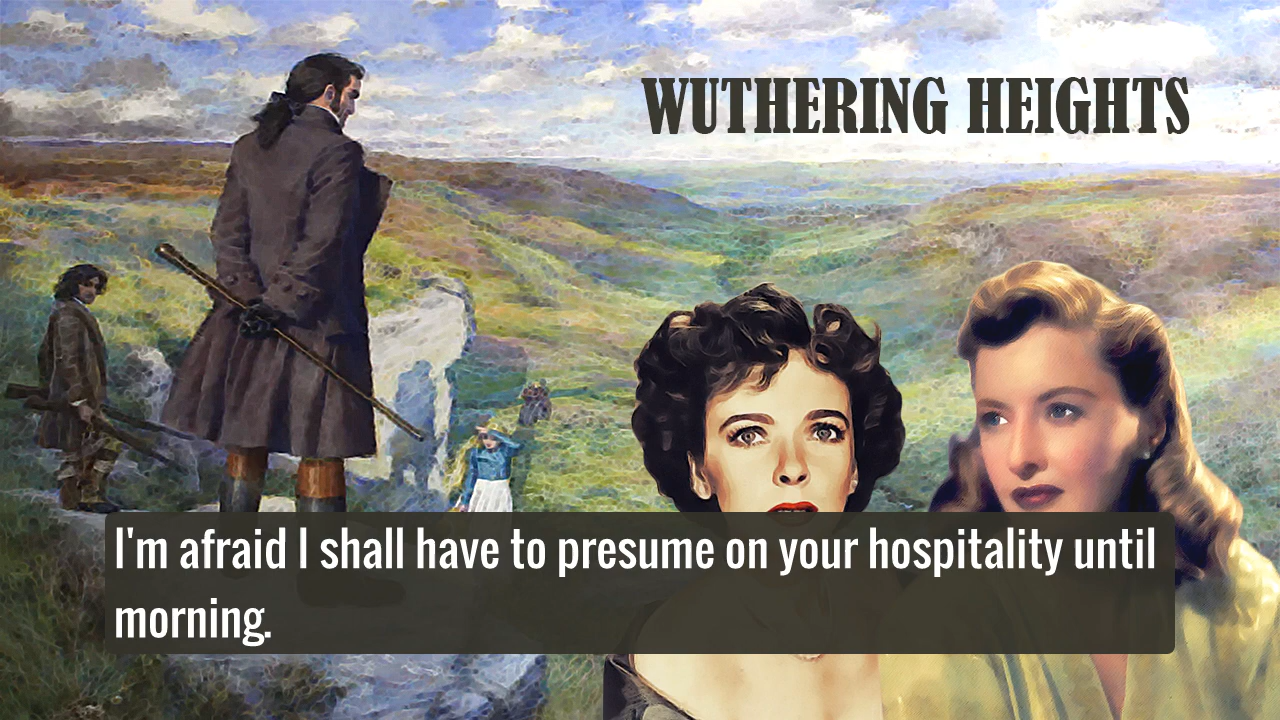 WUTHERING HEIGHTS
I'm afraid I shall have to presume on your hospitality until
morning.